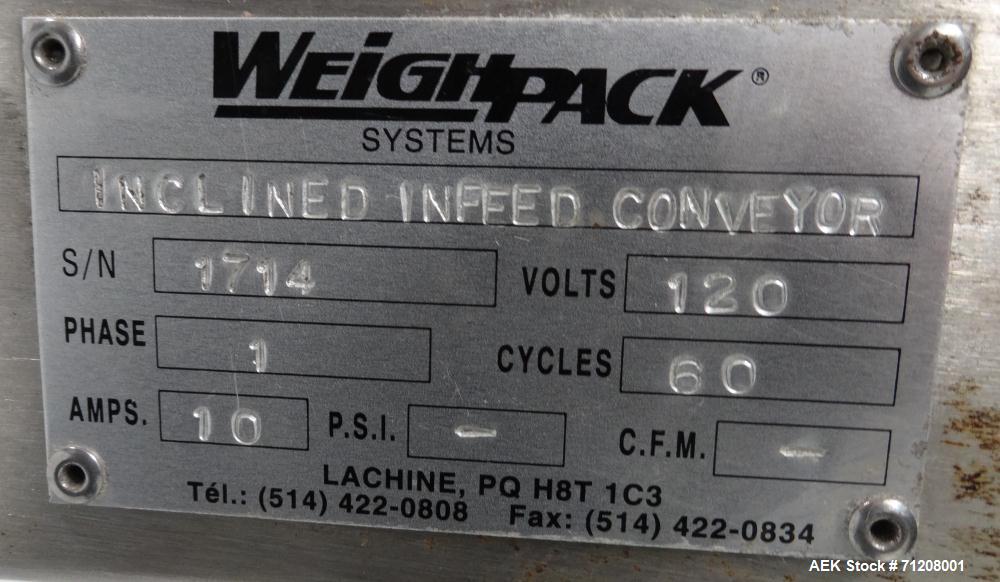 WEIGHPACK®
SYSTEMS
INCLINED INFEED CONVEYOR
S/N 1714 VOLTS 120
PHASE 1 CYCLES 60
AMPS. 10 P.S.I. - C.F.M. -
LACHINE, PQ H8T 1C3
Tél.: (514) 422-0808 Fax: (514) 422-0834
AEK Stock # 71208001